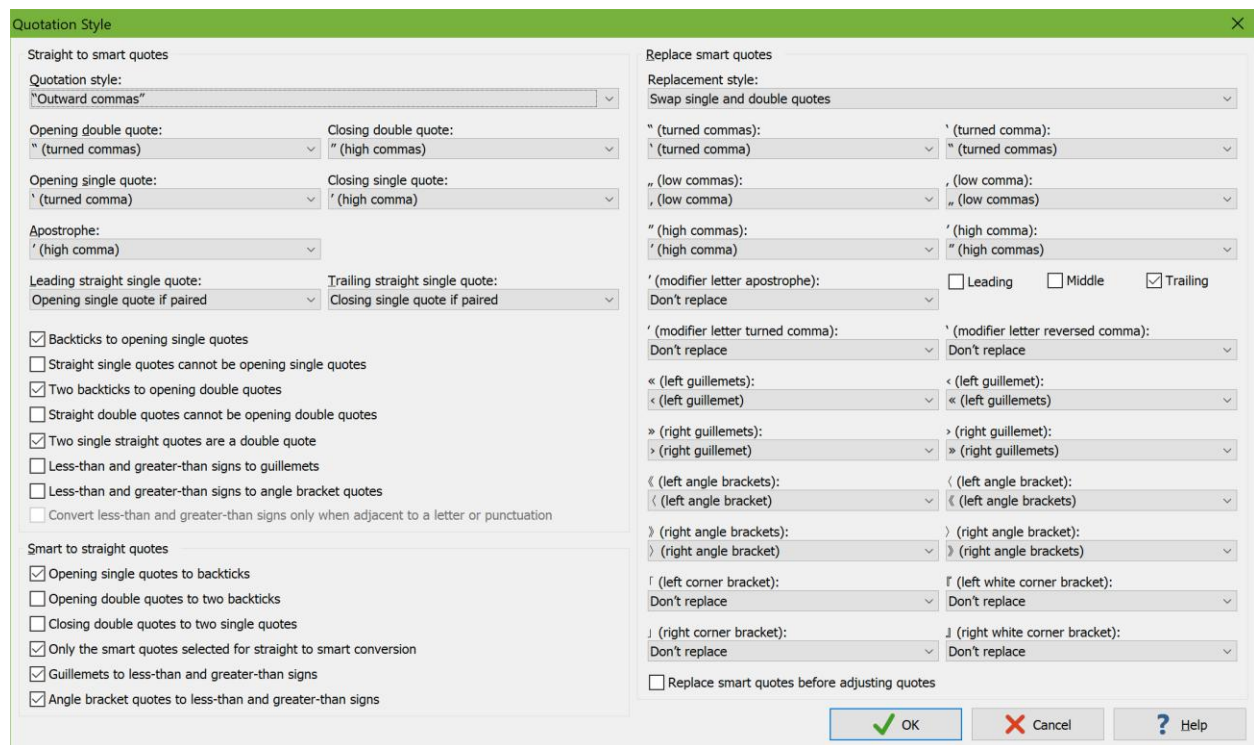 Quotation Style
Straight to smart quotes
Quotation style:
“Outward commas”
Opening double quote:
Closing double quote:
“ (turned commas)
” (high commas)
Opening single quote:
Closing single quote:
‘ (turned comma)
’ (high comma)
Apostrophe:
’ (high comma)
Leading straight single quote:
Trailing straight single quote:
Opening single quote if paired
Closing single quote if paired
Backticks to opening single quotes
Straight single quotes cannot be opening single quotes
Two backticks to opening double quotes
Straight double quotes cannot be opening double quotes
Two single straight quotes are a double quote
Less-than and greater-than signs to guillemets
Less-than and greater-than signs to angle bracket quotes
Convert less-than and greater-than signs only when adjacent to a letter or punctuation
Smart to straight quotes
Opening single quotes to backticks
Opening double quotes to two backticks
Closing double quotes to two single quotes
Only the smart quotes selected for straight to smart conversion
Guillemets to less-than and greater-than signs
Angle bracket quotes to less-than and greater-than signs
Replace smart quotes
Replacement style:
Swap single and double quotes
“ (turned commas):
‘ (turned comma):
‘ (turned comma)
“ (turned commas)
„ (low commas):
‚ (low comma):
‚ (low comma)
„ (low commas)
” (high commas):
’ (high comma):
’ (high comma)
” (high commas)
ʼ (modifier letter apostrophe):
Leading
Middle
Trailing
Don’t replace
ʻ (modifier letter turned comma):
ʽ (modifier letter reversed comma):
Don’t replace
Don’t replace
« (left guillemets):
‹ (left guillemet):
‹ (left guillemet)
« (left guillemets)
» (right guillemets):
› (right guillemet):
› (right guillemet)
» (right guillemets)
《 (left angle brackets):
〈 (left angle bracket):
〈 (left angle bracket)
《 (left angle brackets)
》 (right angle brackets):
〉 (right angle bracket):
〉 (right angle bracket)
》 (right angle brackets)
「 (left corner bracket):
『 (left white corner bracket):
Don’t replace
Don’t replace
」 (right corner bracket):
』 (right white corner bracket):
Don’t replace
Don’t replace
Replace smart quotes before adjusting quotes
OK
Cancel
? Help